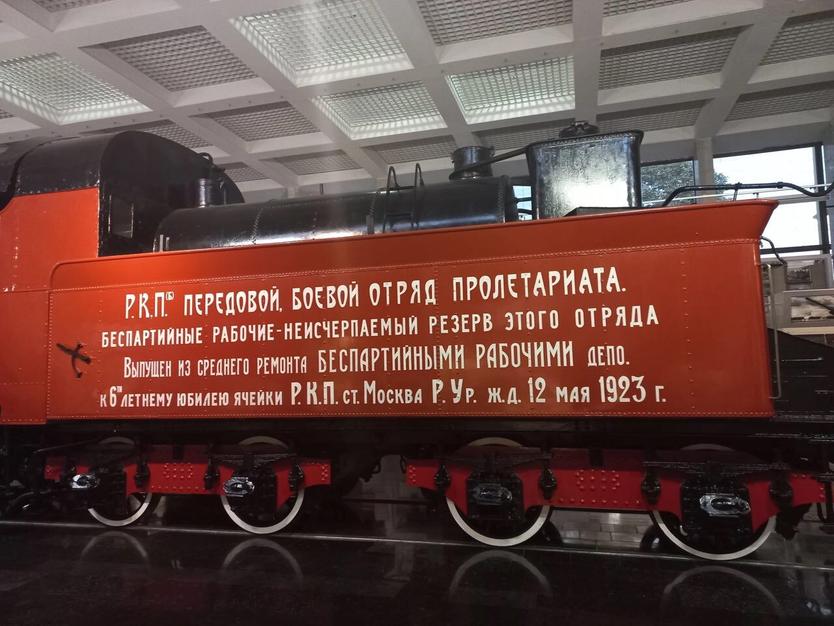 Р.К.П.(б) ПЕРЕДОВОЙ, БОЕВОЙ ОТРЯД ПРОЛЕТАРИАТА.
БЕСПАРТИЙНЫЕ РАБОЧИЕ-НЕИСЧЕРПАЕМЫЙ РЕЗЕРВ ЭТОГО ОТРЯДА
Выпущен из среднего ремонта БЕСПАРТИЙНЫМИ РАБОЧИМИ депо.
к 6ти летнему юбилею ячейки Р.К.П. ст. Москва Р. Ур. ж.д. 12 мая 1923 г.